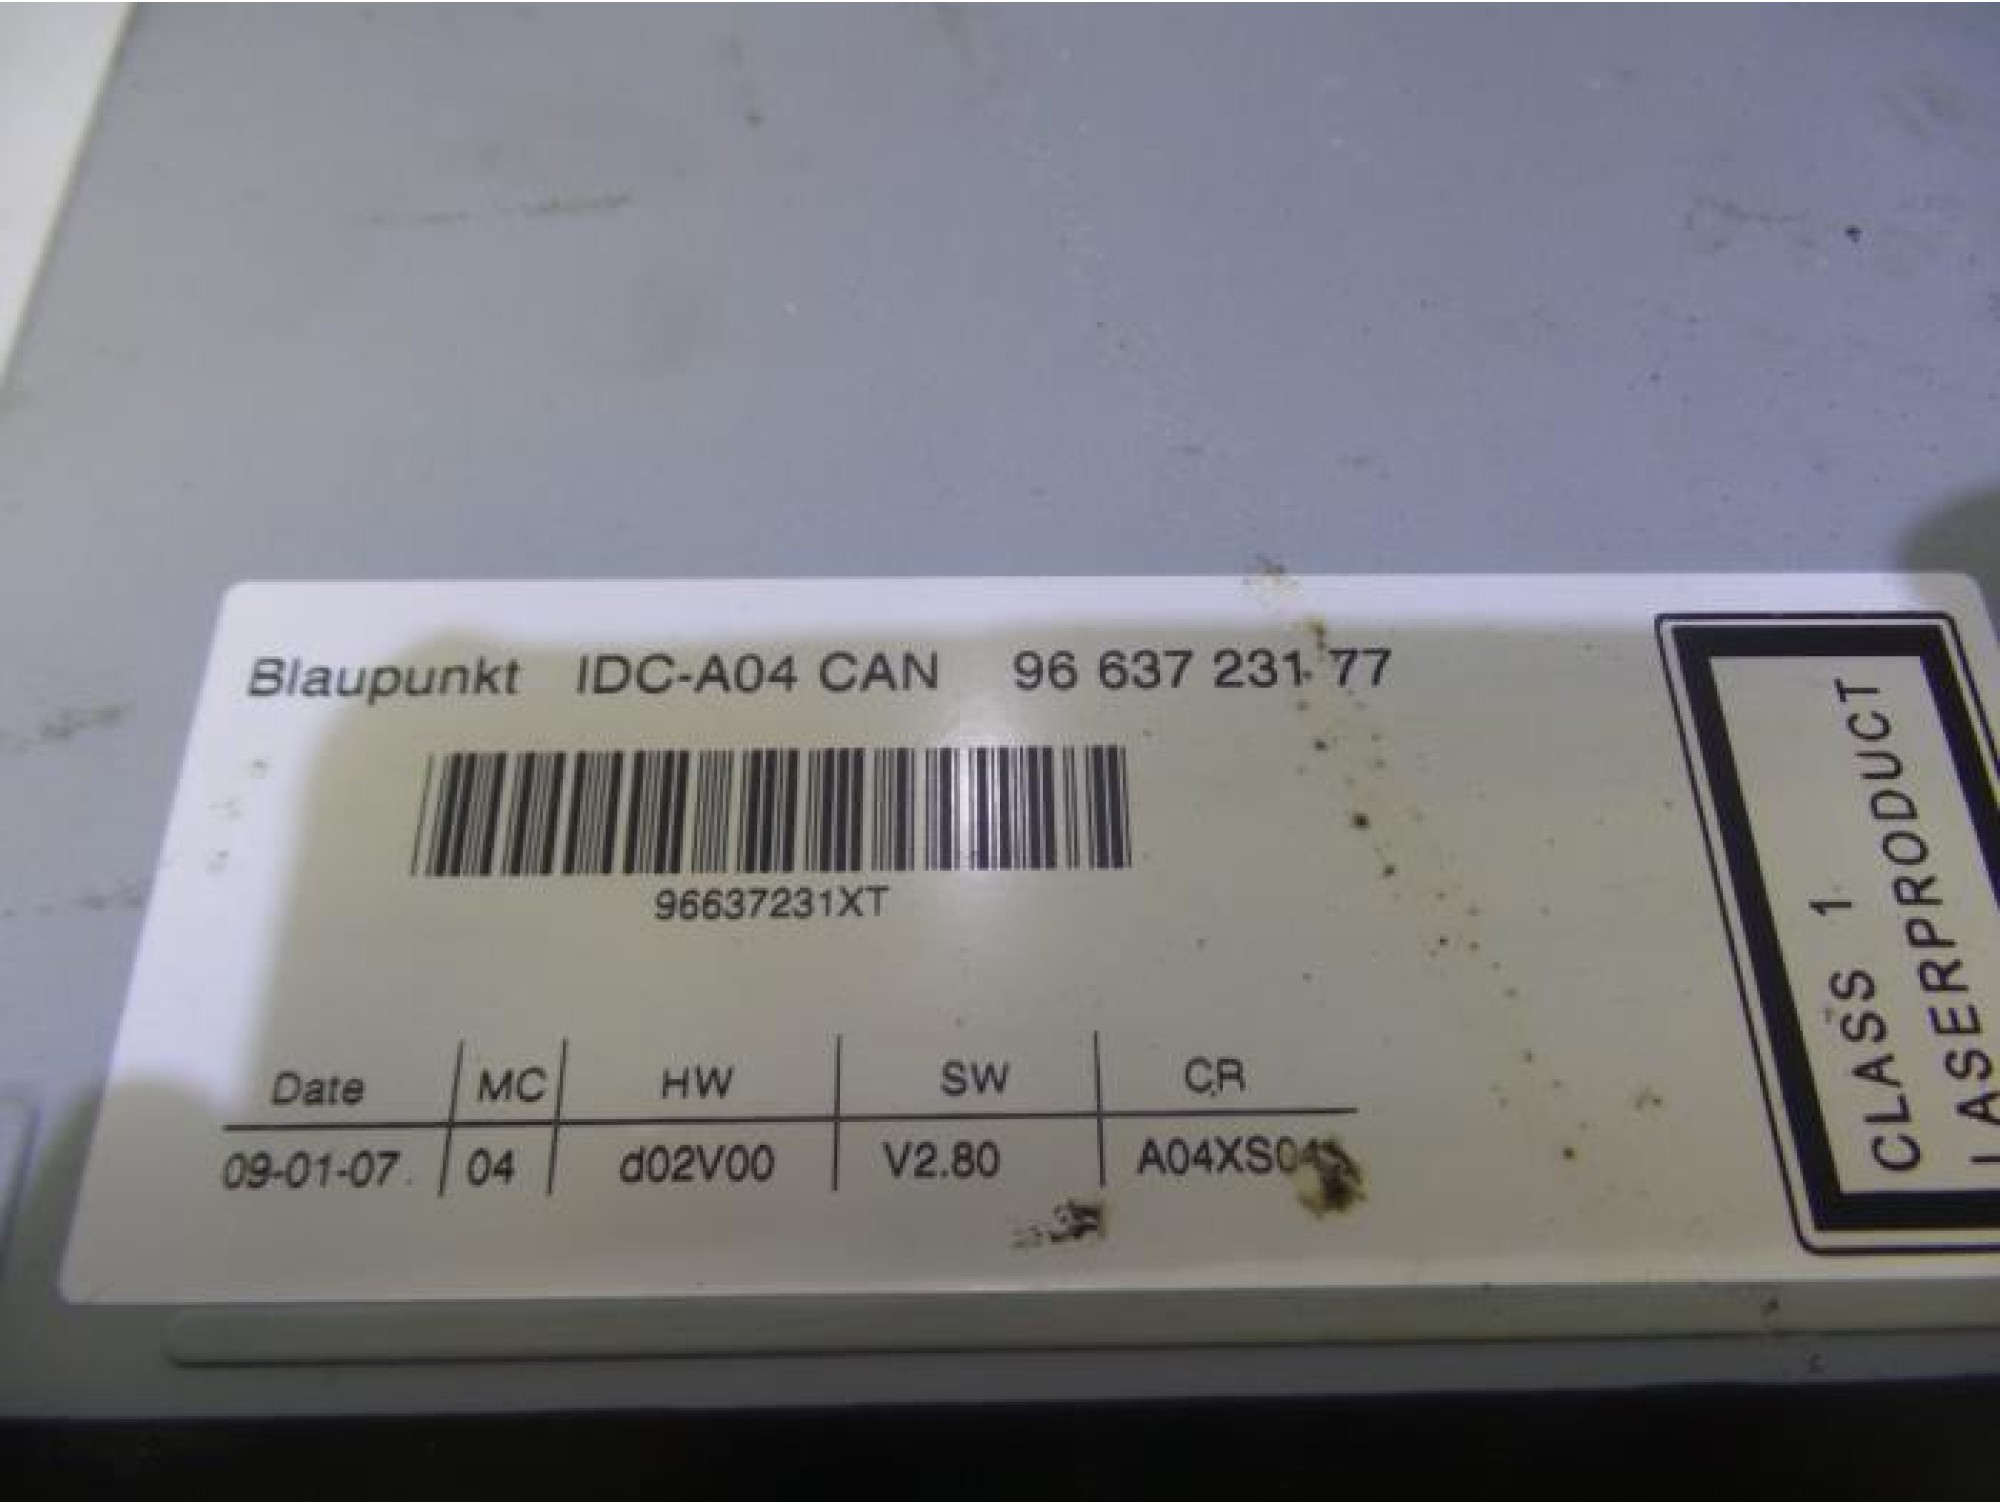 Blaupunkt IDC-A04 CAN 96 637 231 77
96637231XT
Date MC HW SW CR
09-01-07. 04 d02V00 V2.80
CLASS 1
LASERPRODUCT